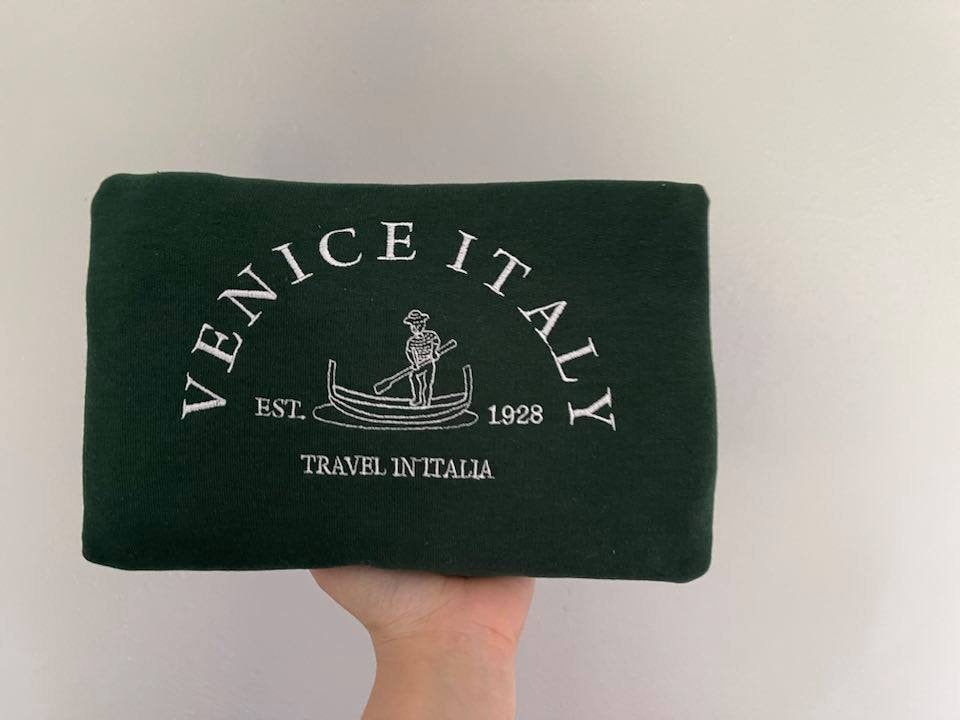 VENICE ITALY
EST. 1928
TRAVEL IN ITALIA